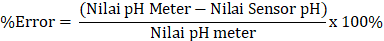 %Error = (Nilai pH Meter − Nilai Sensor pH) / Nilai pH meter x 100%